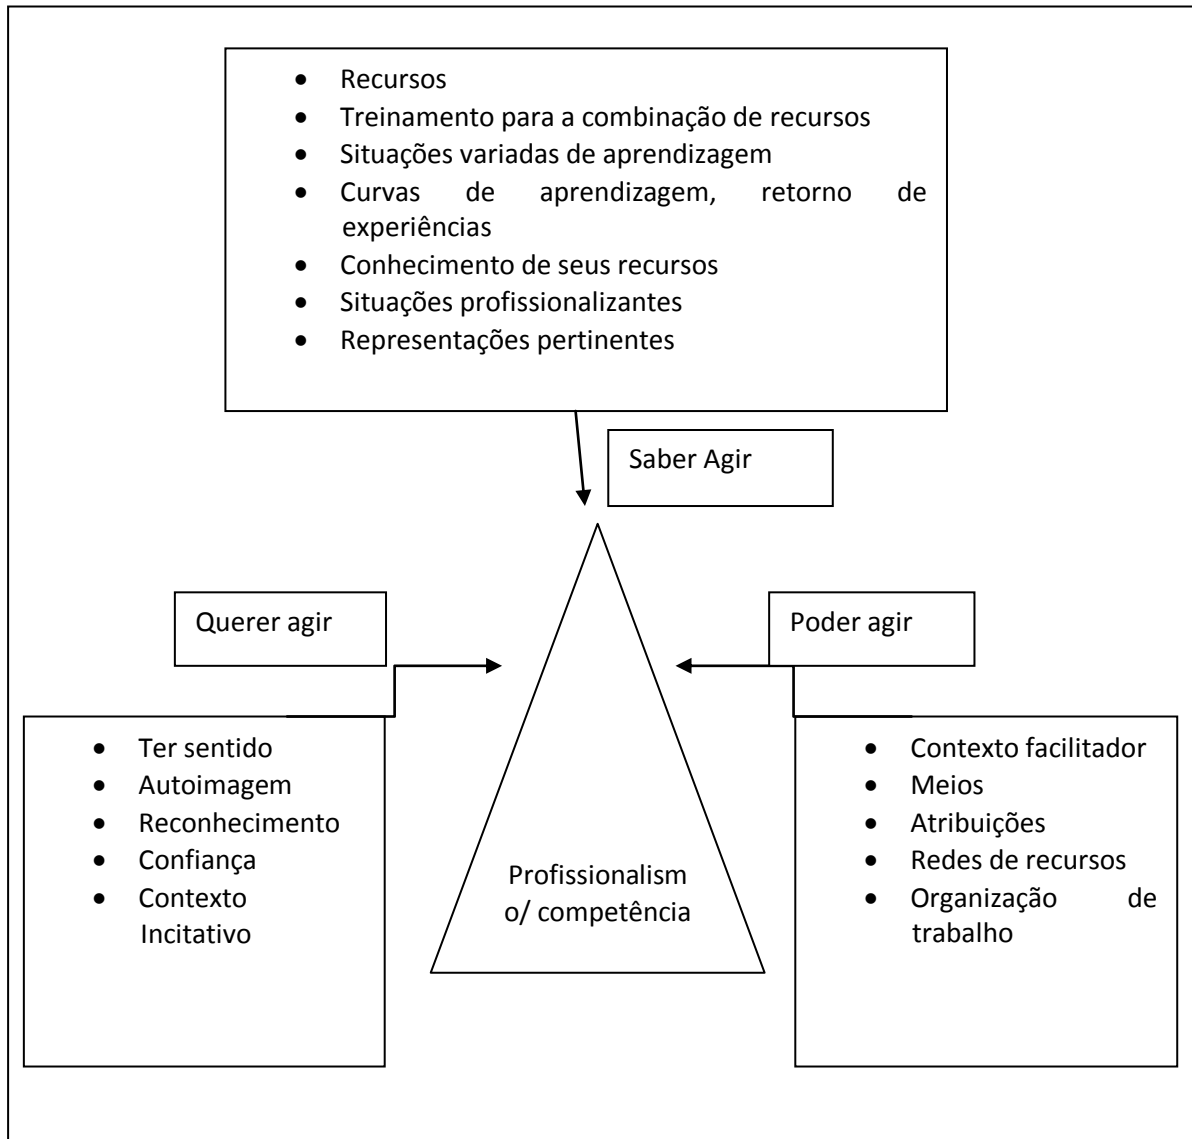 • Recursos
• Treinamento para a combinação de recursos
• Situações variadas de aprendizagem
• Curvas de aprendizagem, retorno de
experiências
• Conhecimento de seus recursos
• Situações profissionalizantes
• Representações pertinentes
Saber Agir
Querer agir
Poder agir
• Ter sentido
• Autoimagem
• Reconhecimento
• Confiança
• Contexto
Incitativo
Profissionalism
o/ competência
• Contexto facilitador
• Meios
• Atribuições
• Redes de recursos
• Organização de
trabalho